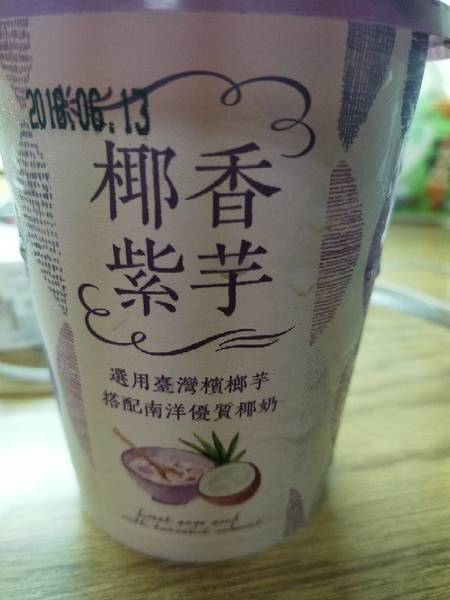 2018.06.13
椰香
紫芋
選用臺灣檳榔芋
搭配南洋優質椰奶